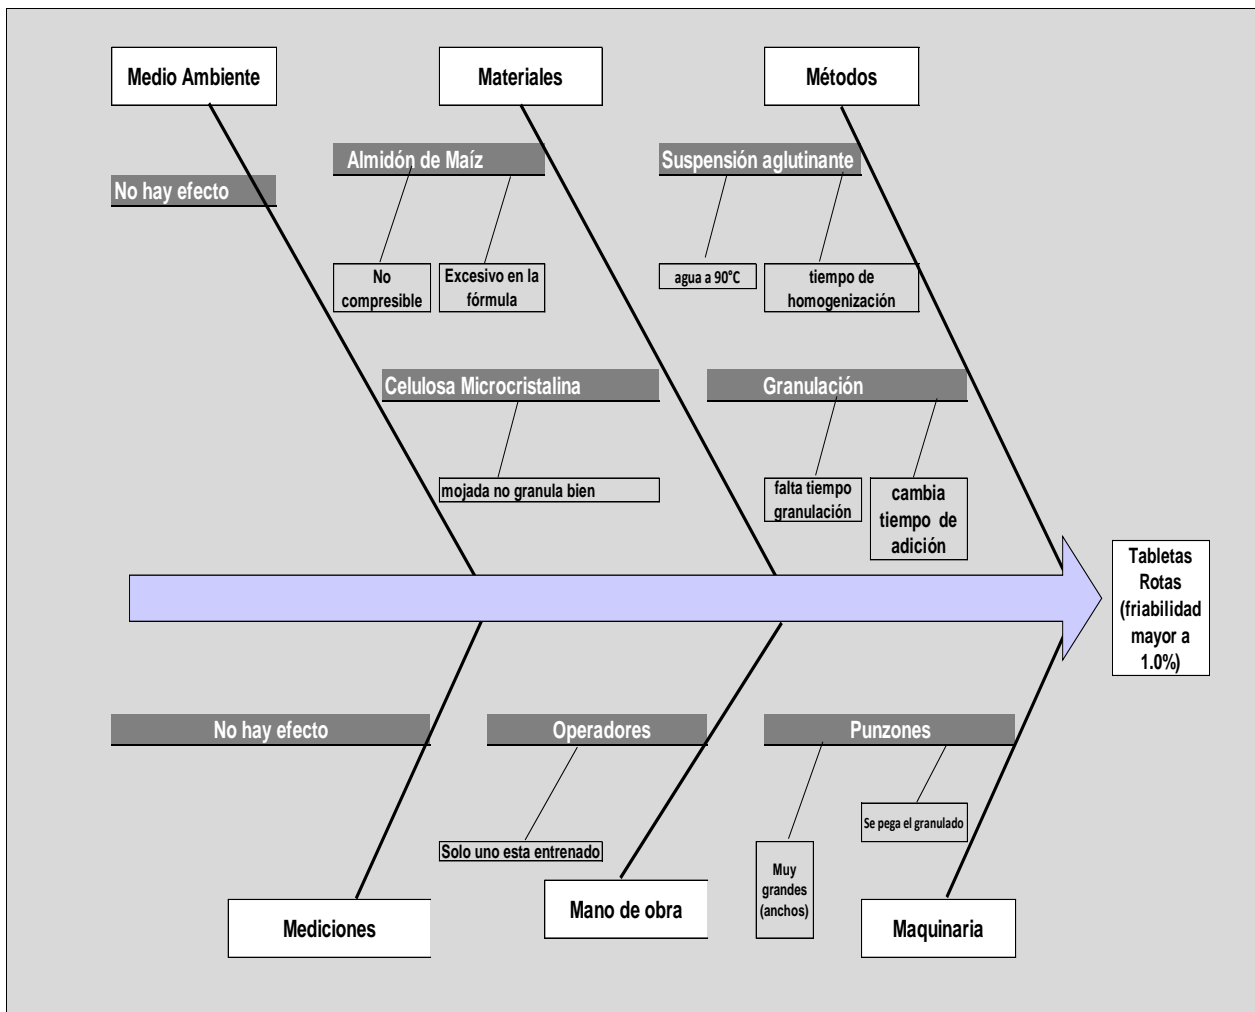 Medio Ambiente
Materiales
Métodos
Almidón de Maíz
Suspensión aglutinante
No hay efecto
No
compresible
Excesivo en la
fórmula
agua a 90°C
tiempo de
homogenización
Celulosa Microcristalina
Granulación
mojada no granula bien
falta tiempo
granulación
cambia
tiempo de
adición
Tabletas
Rotas
(friabilidad
mayor a
1.0%)
No hay efecto
Operadores
Punzones
Solo uno esta entrenado
Se pega el granulado
Muy
grandes
(anchos)
Mediciones
Mano de obra
Maquinaria